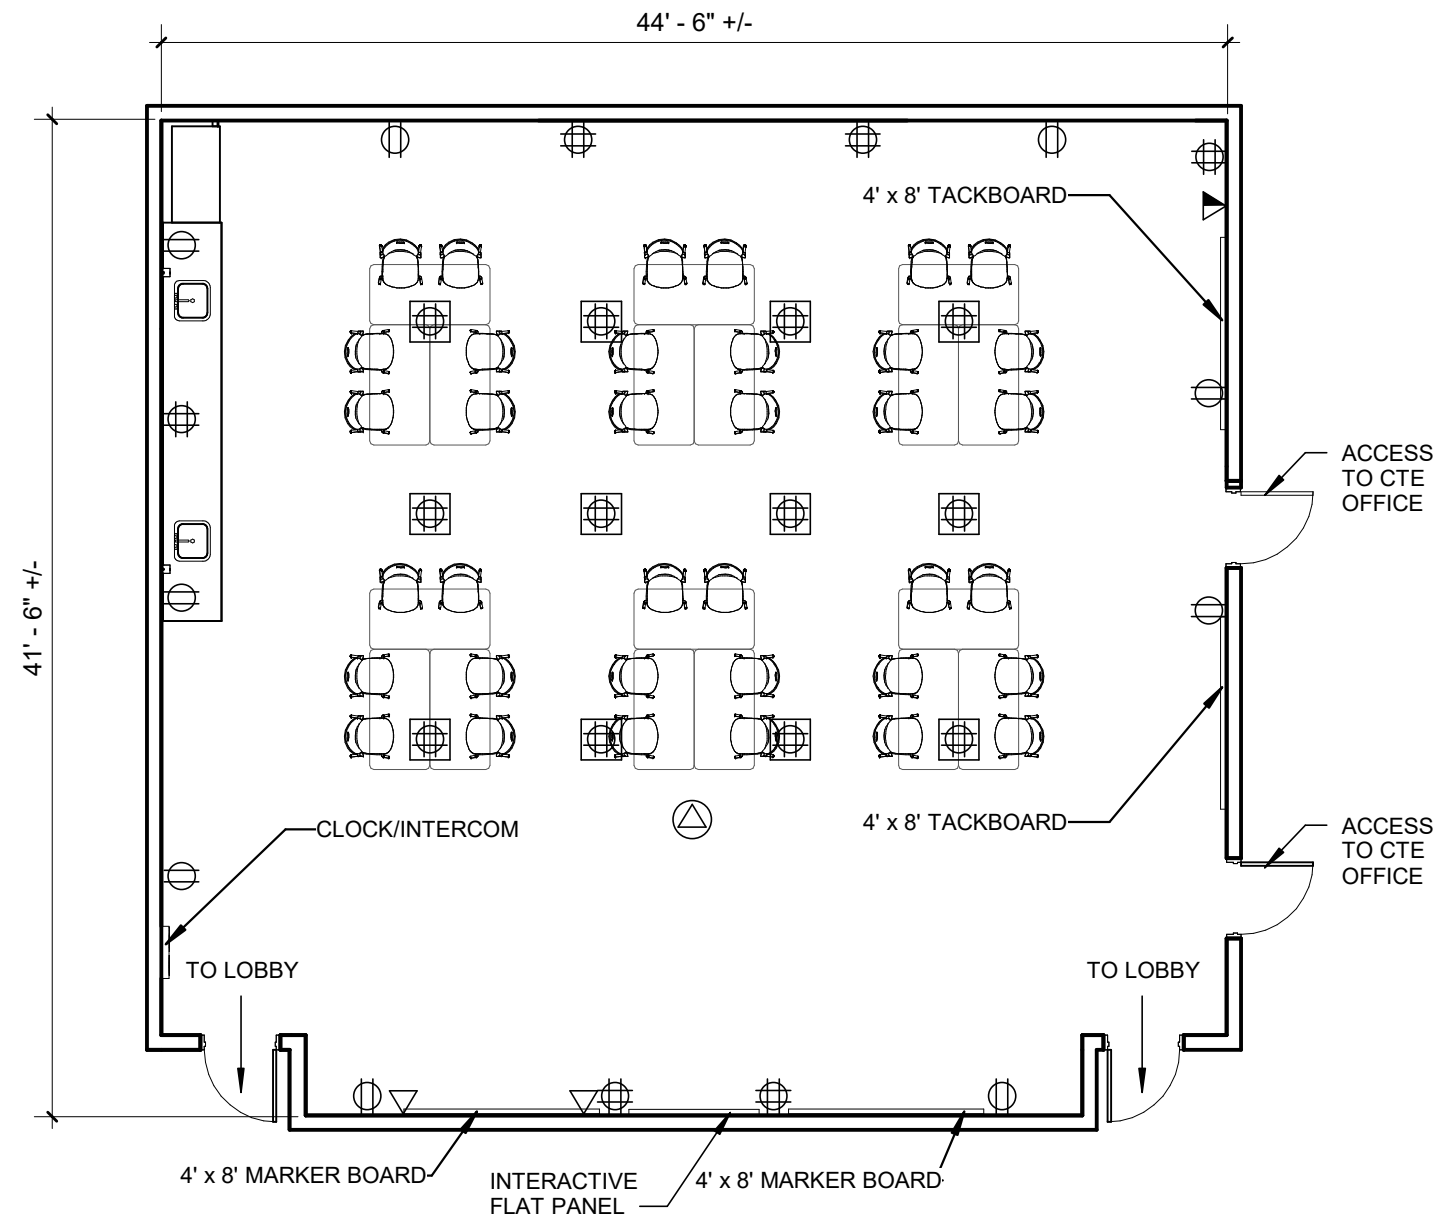 44' - 6" +/-
4' x 8' TACKBOARD
ACCESS
TO CTE
OFFICE
41' - 6" +/-
4' x 8' TACKBOARD
CLOCK/INTERCOM
ACCESS
TO CTE
OFFICE
TO LOBBY
TO LOBBY
4' x 8' MARKER BOARD
INTERACTIVE
FLAT PANEL
4' x 8' MARKER BOARD